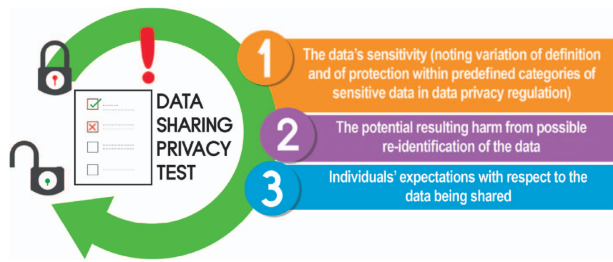 DATA
SHARING
PRIVACY
TEST
1
The data's sensitivity (noting variation of definition
and of protection within predefined categories of
sensitive data in data privacy regulation)
2
The potential resulting harm from possible
re-identification of the data
3
Individuals' expectations with respect to the
data being shared